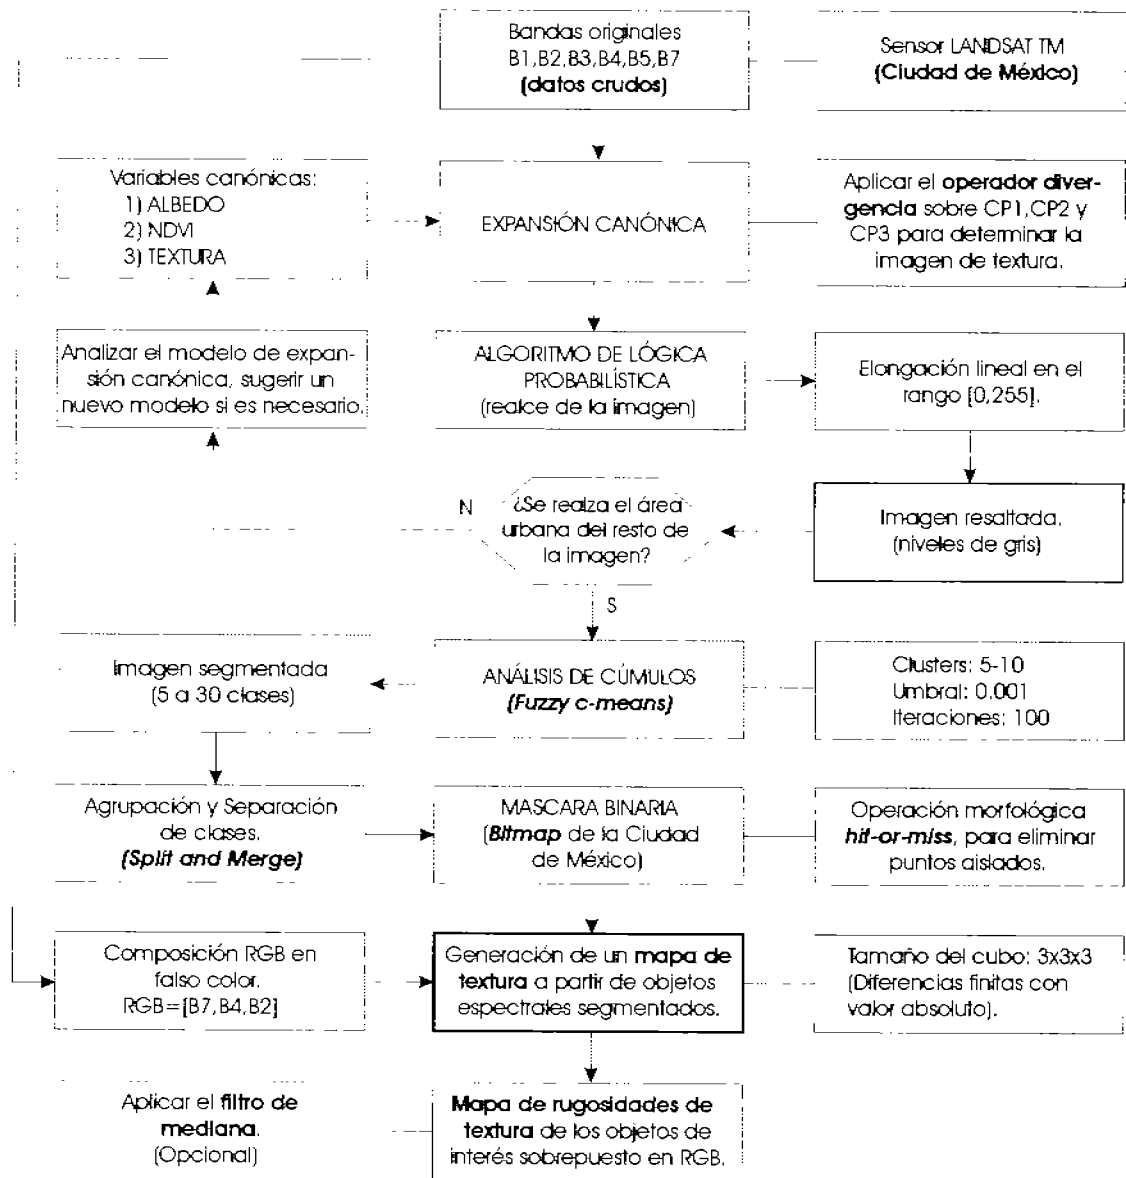 Bandas originales
B1,B2,B3,B4,B5,B7
(datos crudos)
Sensor LANDSAT TM
(Ciudad de México)
Variables canónicas:
1) ALBEDO
2) NDVI
3) TEXTURA
EXPANSIÓN CANÓNICA
Aplicar el operador diver-
gencia sobre CP1,CP2 y
CP3 para determinar la
imagen de textura.
Analizar el modelo de expan-
sión canónica, sugerir un
nuevo modelo si es necesario.
ALGORITMO DE LÓGICA
PROBABILÍSTICA
(realce de la imagen)
Elongación lineal en el
rango [0,255].
N
¿Se realza el área
urbana del resto de
la imagen?
Imagen resaltada.
(niveles de gris)
S
Imagen segmentada
(5 a 30 clases)
ANÁLISIS DE CÚMULOS
(Fuzzy c-means)
Clusters: 5-10
Umbral: 0.001
Iteraciones: 100
Agrupación y Separación
de clases.
(Split and Merge)
MASCARA BINARIA
(Bitmap de la Ciudad
de México)
Operación morfológica
hit-or-miss, para eliminar
puntos aislados.
Composición RGB en
falso color.
RGB=[B7,B4,B2]
Generación de un mapa de
textura a partir de objetos
espectrales segmentados.
Tamaño del cubo: 3x3x3
(Diferencias finitas con
valor absoluto).
Aplicar el filtro de
mediana.
(Opcional)
Mapa de rugosidades de
textura de los objetos de
interés sobrepuesto en RGB.